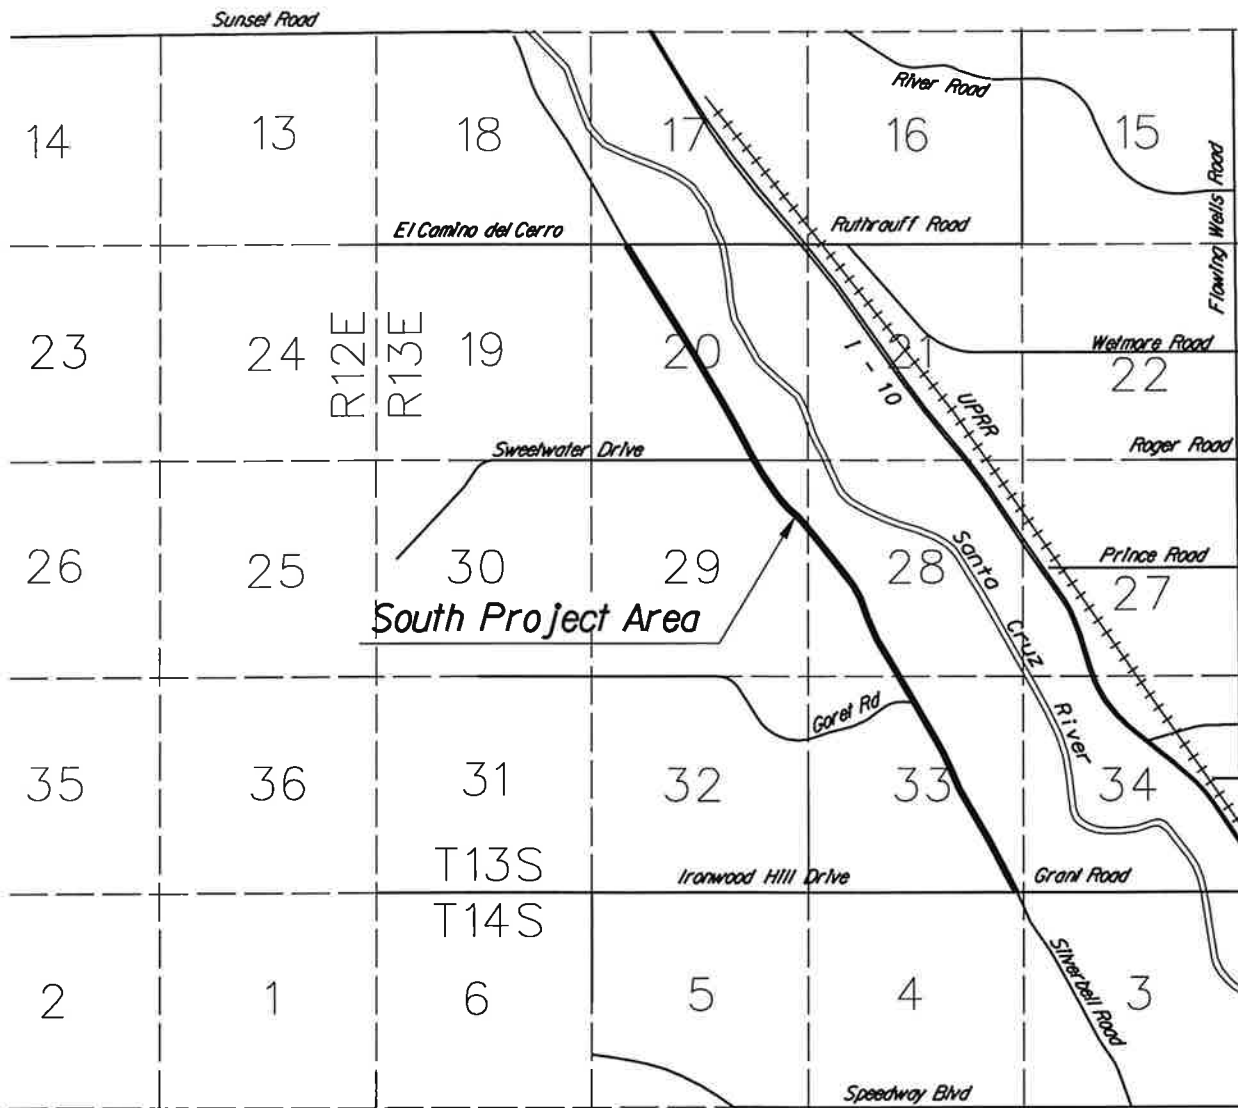 Sunset Road
River Road
14
13
18
17
16
15
Flowing Wells Road
El Camino del Cerro
Ruthrauff Road
23
24
R12E
R13E
19
20
I - 10
21
Wetmore Road
22
UPRR
Sweetwater Drive
Roger Road
26
25
30
29
28
Santa Cruz River
Prince Road
27
South Project Area
Goret Rd
35
36
31
32
33
34
T13S
Ironwood Hill Drive
Grant Road
T14S
2
1
6
5
4
Silverbell Road
3
Speedway Blvd